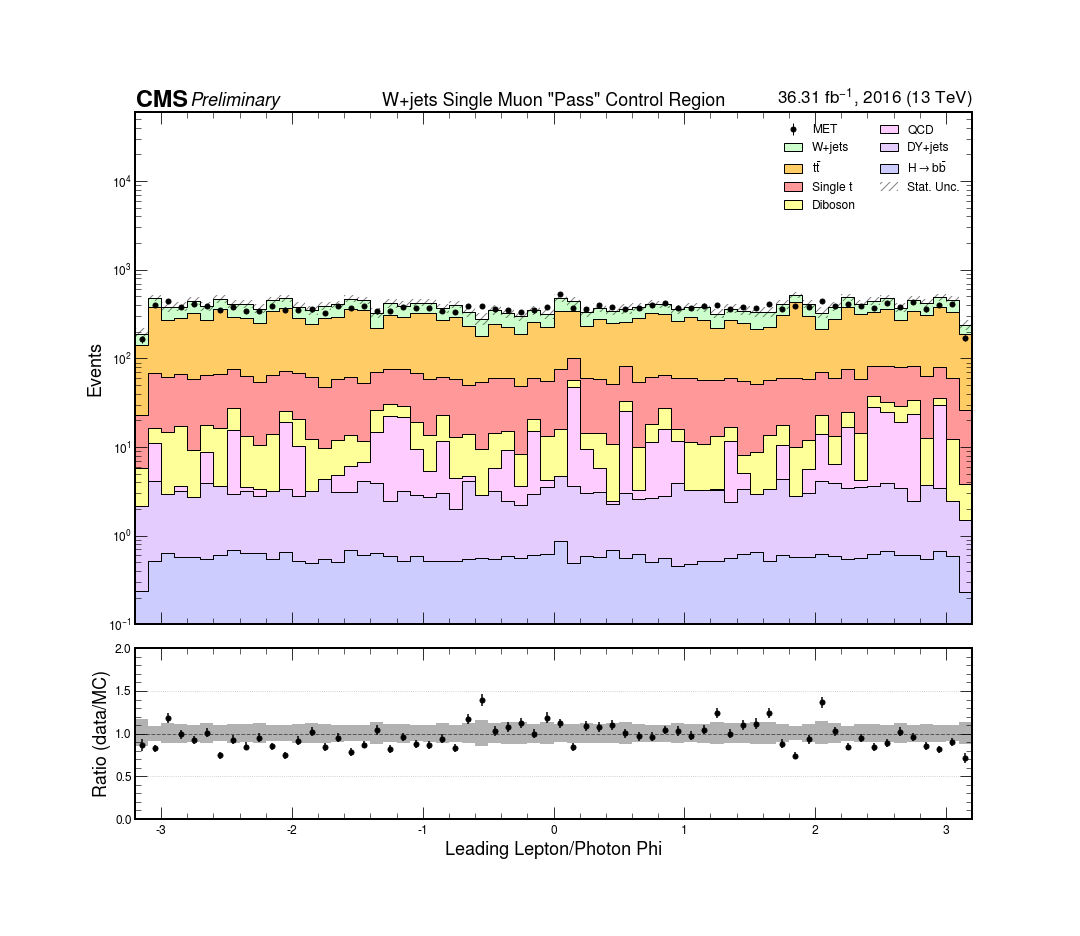 CMS Preliminary W+jets Single Muon "Pass" Control Region 36.31 fb⁻¹, 2016 (13 TeV)
MET QCD
W+jets DY+jets
tt̄ H→bb̄
Single t Stat. Unc.
Diboson
10⁴
10³
10²
10¹
10⁰
10⁻¹
Events
2.0
1.5
1.0
0.5
0.0
Ratio (data/MC)
-3 -2 -1 0 1 2 3
Leading Lepton/Photon Phi